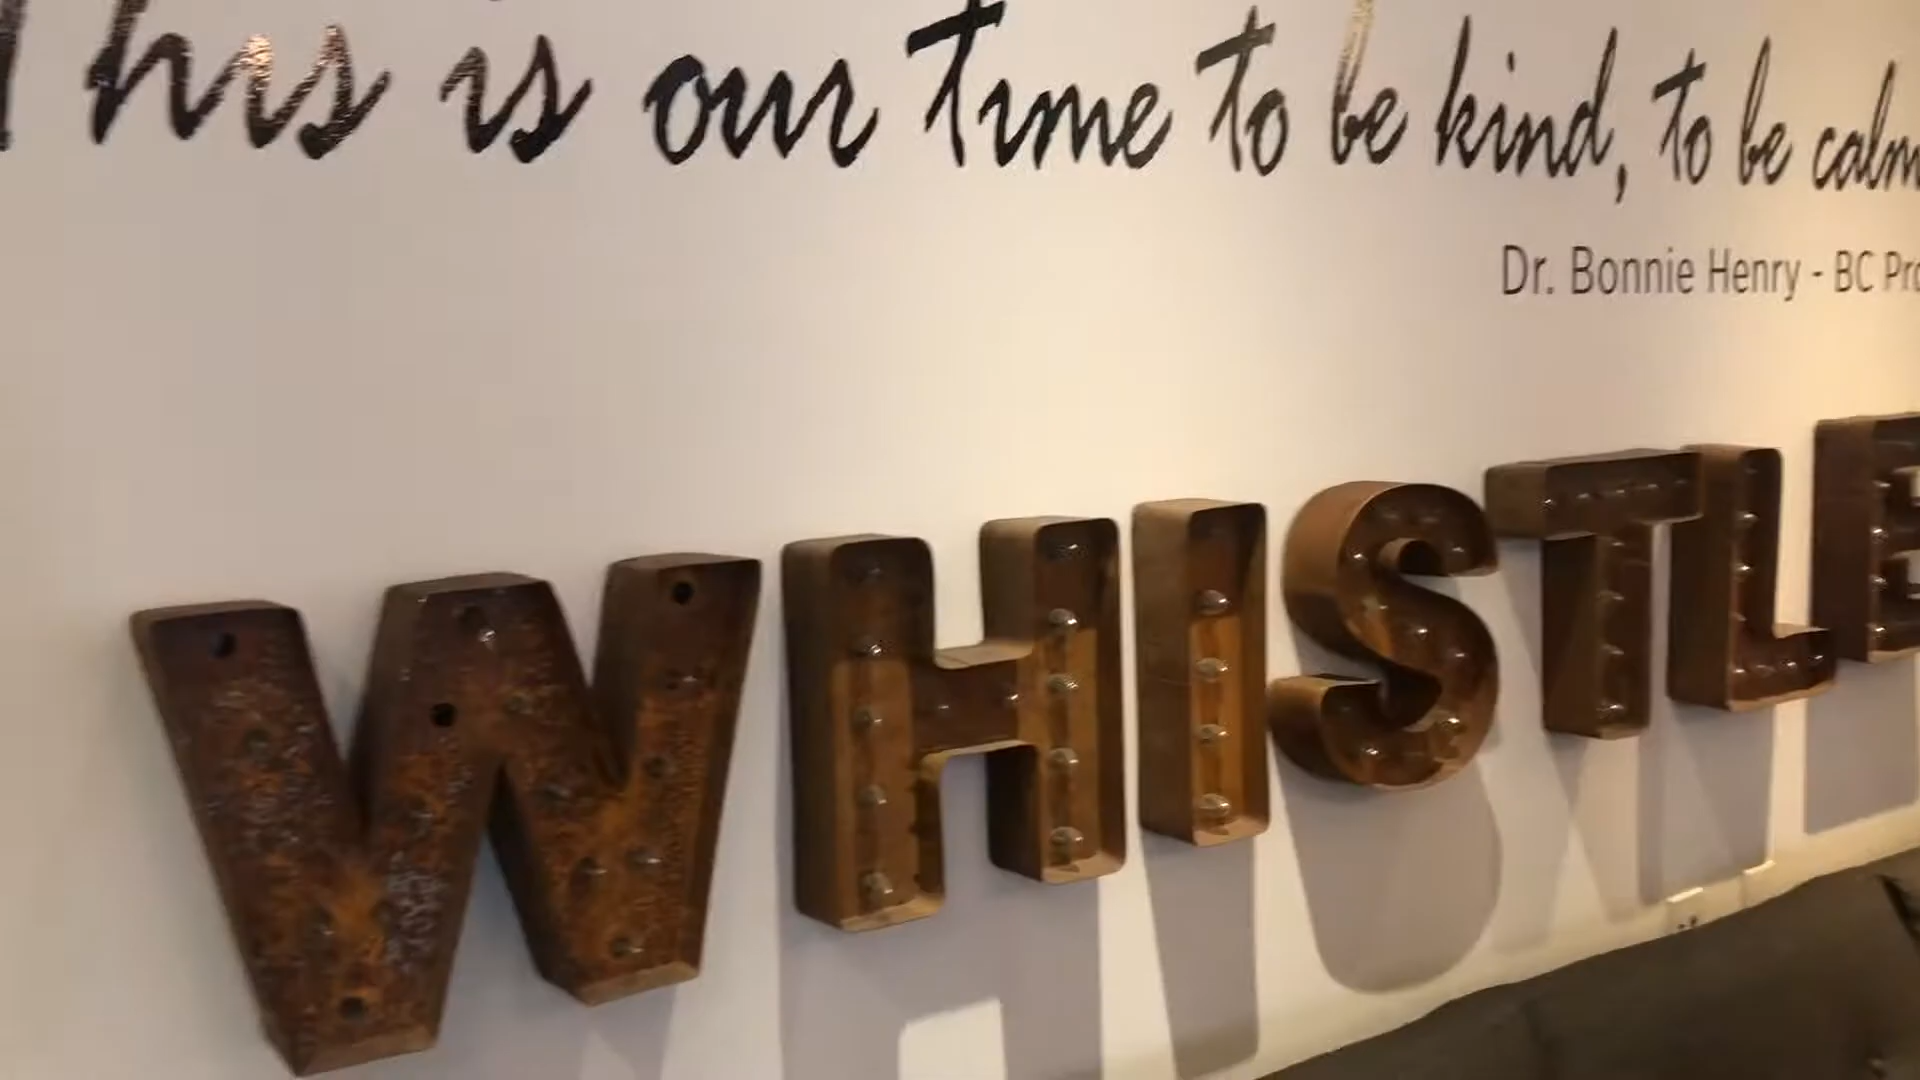 This is our time to be kind, to be calm
Dr. Bonnie Henry - BC
WHISTLE